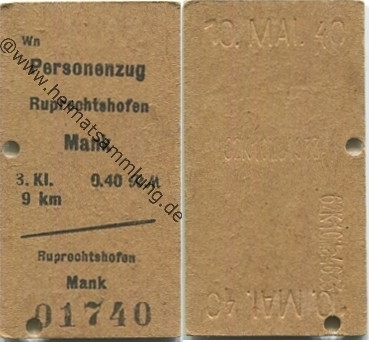 Wn
Personenzug
Ruprechtshofen
Mank
3. Kl. 0.40 R.M.
9 km
Ruprechtshofen
Mank
01740
@www.heimatsammlung.de
10. MAI. 40
10. MAI. 40